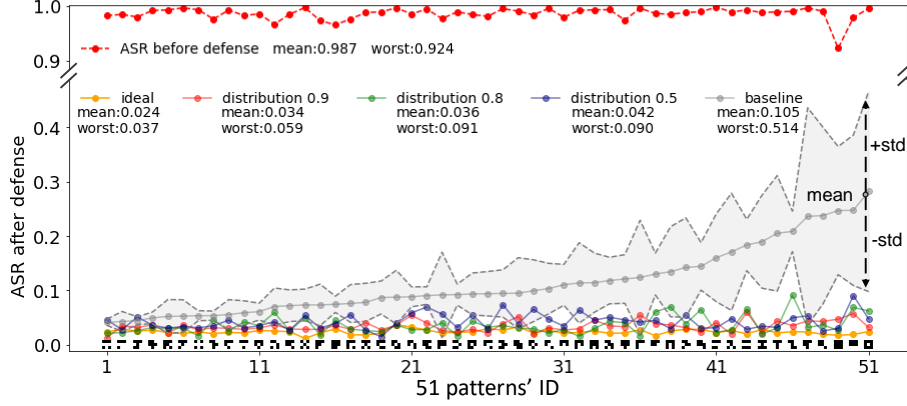 1.0
ASR before defense mean:0.987 worst:0.924
0.9
ideal distribution 0.9 distribution 0.8 distribution 0.5 baseline
mean:0.024 mean:0.034 mean:0.036 mean:0.042 mean:0.105
worst:0.037 worst:0.059 worst:0.091 worst:0.090 worst:0.514
0.4
+std
0.3
mean
0.2
-std
0.1
0.0
ASR after defense
1 11 21 31 41 51
51 patterns’ ID